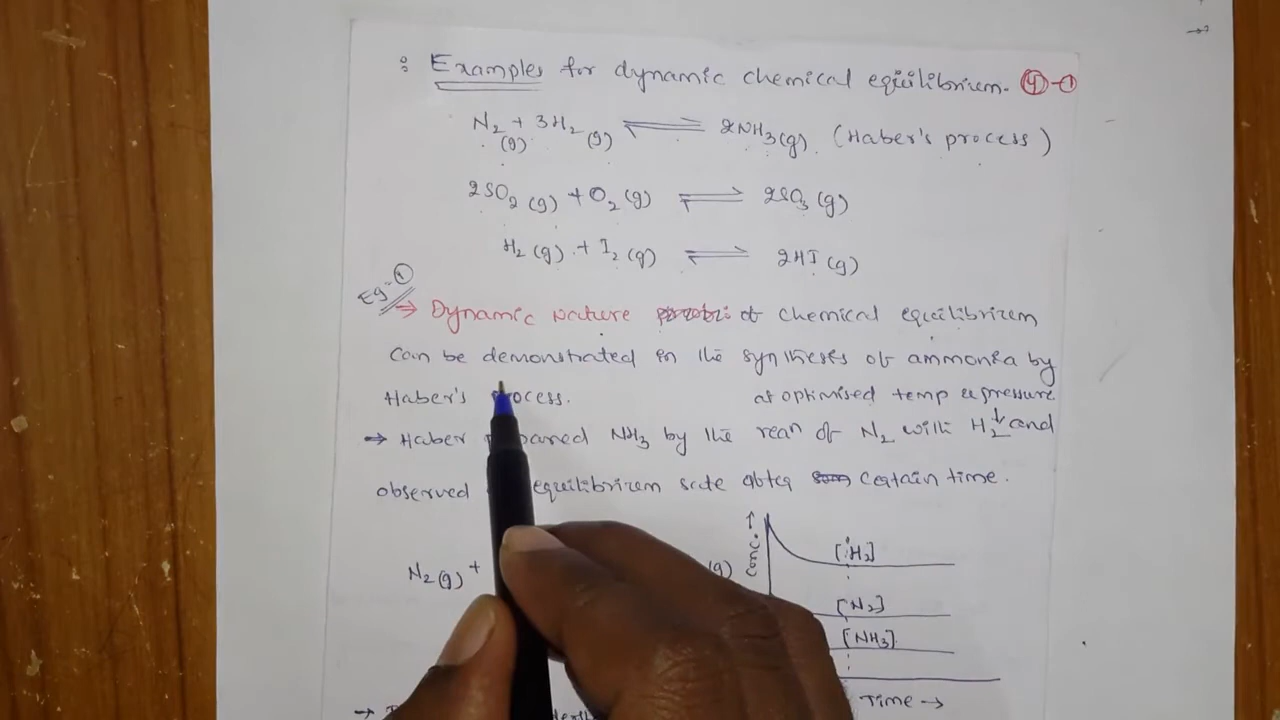 : Examples for dynamic chemical equilibrium. ④-①
N2(g) + 3H2(g) ⇌ 2NH3(g). (Haber's process)
2SO2(g) + O2(g) ⇌ 2SO3(g)
H2(g) + I2(g) ⇌ 2HI(g)
Eg-①
→ Dynamic nature of chemical equilibrium
can be demonstrated in the synthesis of ammonia by
Haber's process.
at optimised temp & pressure
→ Haber NH3 by the rean of N2 with H2 and
observed equilibrium sate after certain time.
N2(g) + (g)
conc. →
[H2]
[N2]
[NH3].
Time →
→